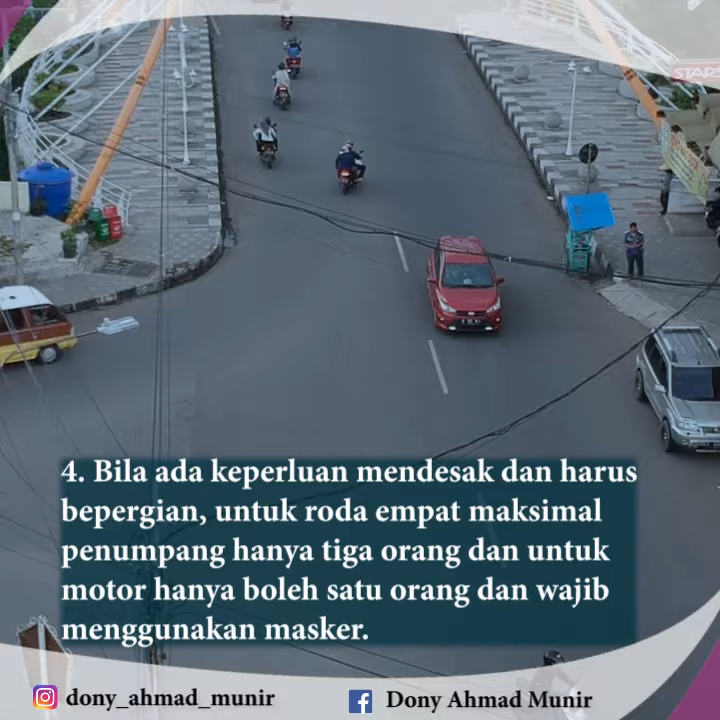 STARS
4. Bila ada keperluan mendesak dan harus
bepergian, untuk roda empat maksimal
penumpang hanya tiga orang dan untuk
motor hanya boleh satu orang dan wajib
menggunakan masker.
dony_ahmad_munir
Dony Ahmad Munir